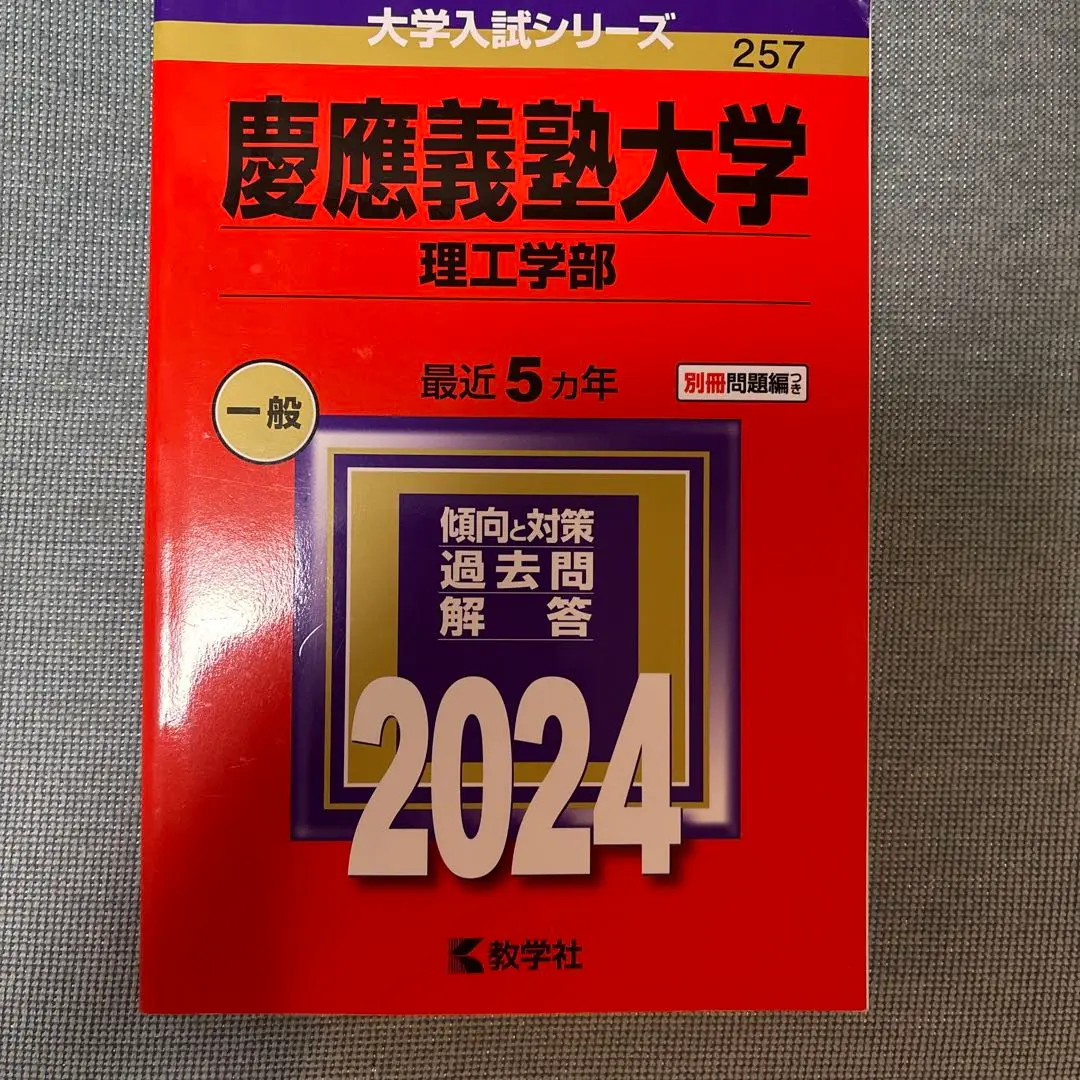 大学入試シリーズ
257
慶應義塾大学
理工学部
最近5カ年
別冊問題編つき
一般
傾向と対策
過去問
解答
2024
教学社